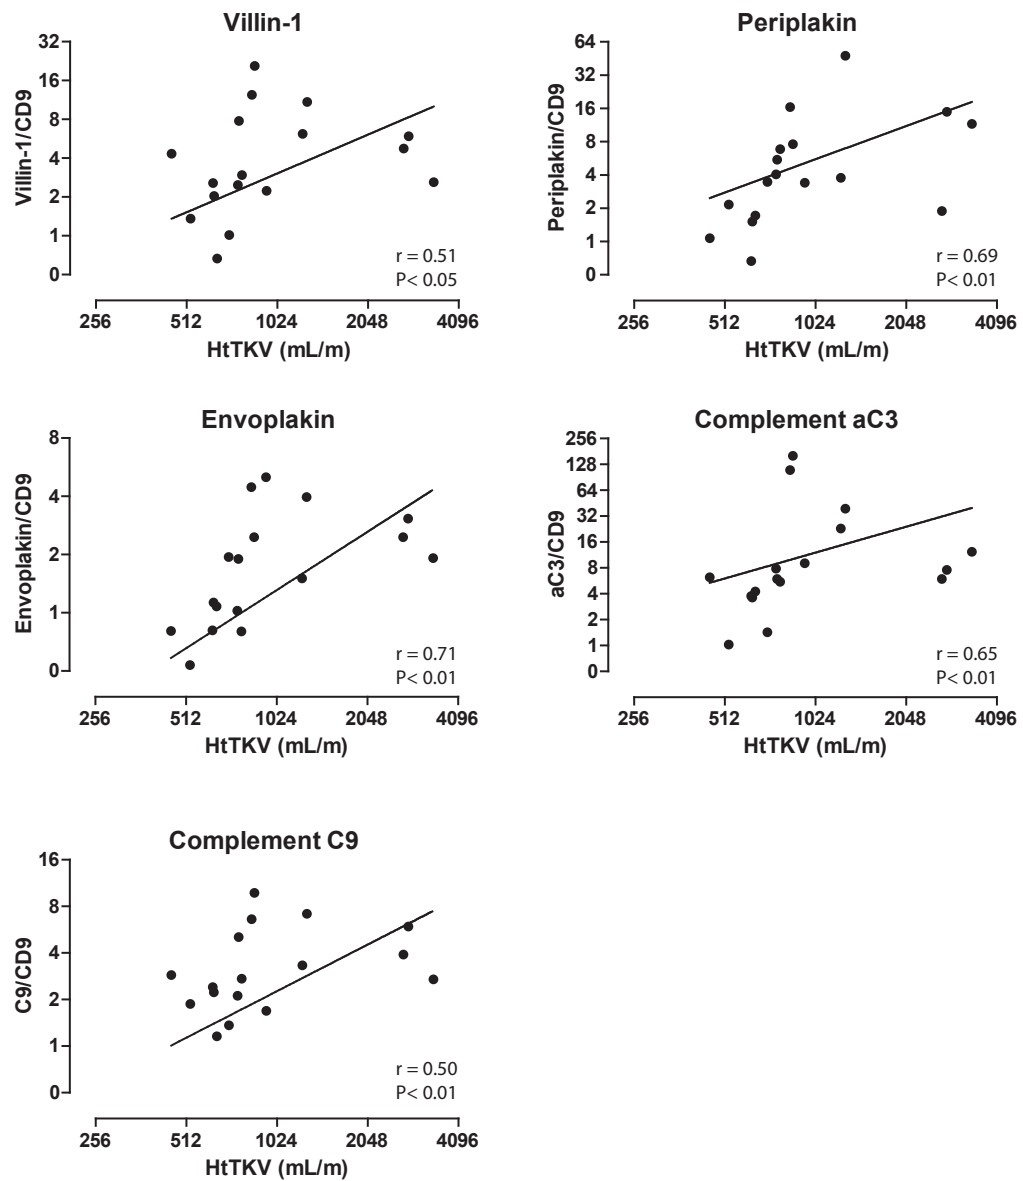 Villin-1
32
16
8
4
2
1
0
Villin-1/CD9
r = 0.51
P< 0.05
256 512 1024 2048 4096
HtTKV (mL/m)
Periplakin
64
32
16
8
4
2
1
0
Periplakin/CD9
r = 0.69
P< 0.01
256 512 1024 2048 4096
HtTKV (mL/m)
Envoplakin
8
4
2
1
0
Envoplakin/CD9
r = 0.71
P< 0.01
256 512 1024 2048 4096
HtTKV (mL/m)
Complement aC3
256
128
64
32
16
8
4
2
1
0
aC3/CD9
r = 0.65
P< 0.01
256 512 1024 2048 4096
HtTKV (mL/m)
Complement C9
16
8
4
2
1
0
C9/CD9
r = 0.50
P< 0.01
256 512 1024 2048 4096
HtTKV (mL/m)